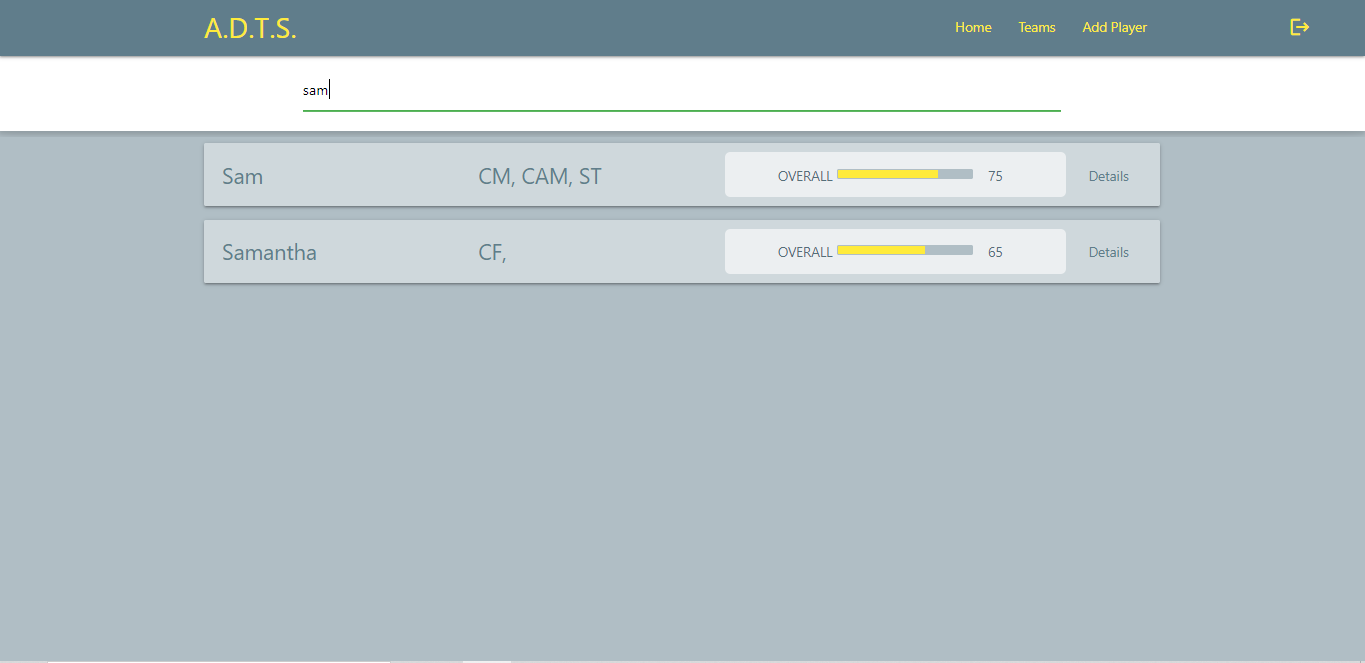 A.D.T.S. Home Teams Add Player
sam
Sam CM, CAM, ST OVERALL 75 Details
Samantha CF, OVERALL 65 Details